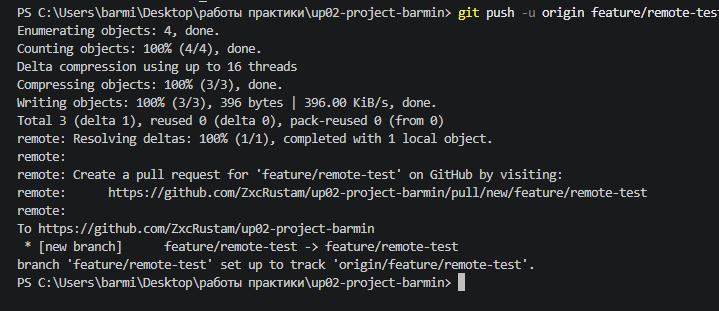 PS C:\Users\barmi\Desktop\работы практики\up02-project-barmin> git push -u origin feature/remote-test
Enumerating objects: 4, done.
Counting objects: 100% (4/4), done.
Delta compression using up to 16 threads
Compressing objects: 100% (3/3), done.
Writing objects: 100% (3/3), 396 bytes | 396.00 KiB/s, done.
Total 3 (delta 1), reused 0 (delta 0), pack-reused 0 (from 0)
remote: Resolving deltas: 100% (1/1), completed with 1 local object.
remote:
remote: Create a pull request for 'feature/remote-test' on GitHub by visiting:
remote:      https://github.com/ZxcRustam/up02-project-barmin/pull/new/feature/remote-test
remote:
To https://github.com/ZxcRustam/up02-project-barmin
 * [new branch]      feature/remote-test -> feature/remote-test
branch 'feature/remote-test' set up to track 'origin/feature/remote-test'.
PS C:\Users\barmi\Desktop\работы практики\up02-project-barmin>